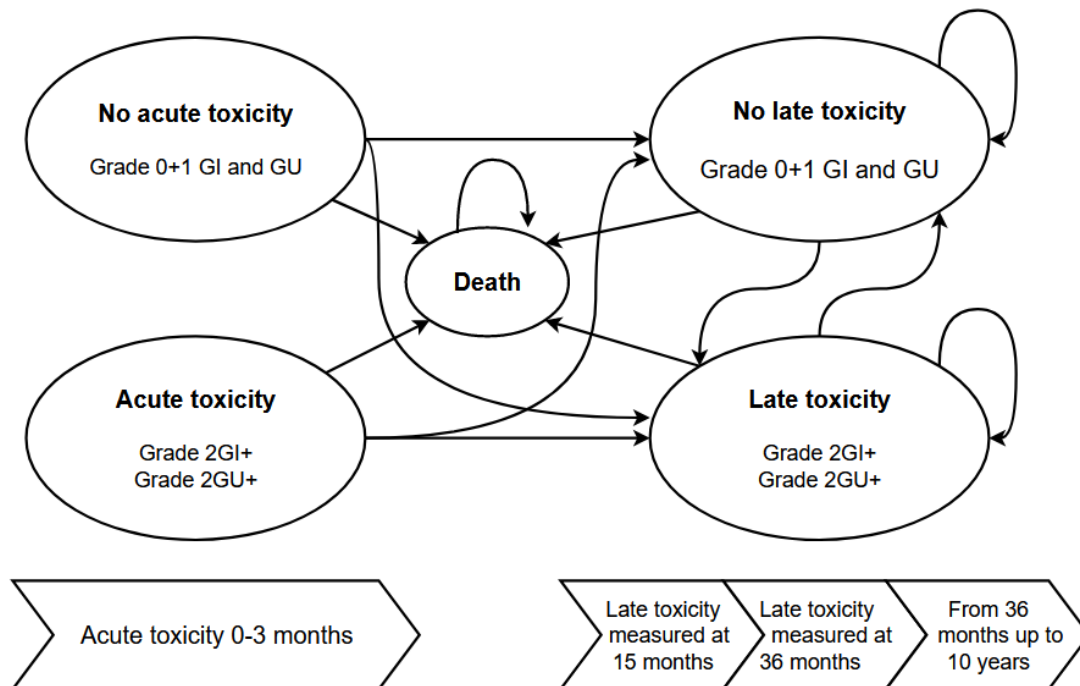 No acute toxicity
Grade 0+1 GI and GU
No late toxicity
Grade 0+1 GI and GU
Death
Acute toxicity
Grade 2GI+
Grade 2GU+
Late toxicity
Grade 2GI+
Grade 2GU+
Acute toxicity 0-3 months
Late toxicity
measured at
15 months
Late toxicity
measured at
36 months
From 36
months up to
10 years